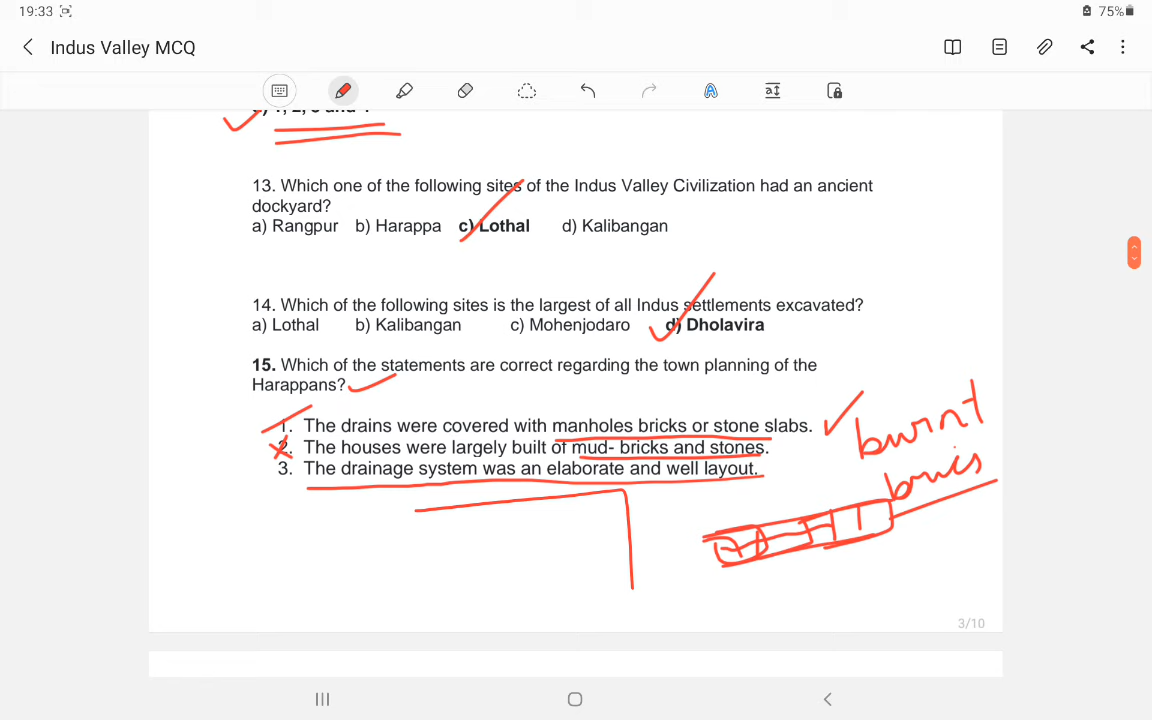 19:33
75%
Indus Valley MCQ
13. Which one of the following sites of the Indus Valley Civilization had an ancient
dockyard?
a) Rangpur b) Harappa c) Lothal d) Kalibangan
14. Which of the following sites is the largest of all Indus settlements excavated?
a) Lothal b) Kalibangan c) Mohenjodaro d) Dholavira
15. Which of the statements are correct regarding the town planning of the
Harappans?
1. The drains were covered with manholes bricks or stone slabs.
burnt
2. The houses were largely built of mud- bricks and stones.
3. The drainage system was an elaborate and well layout.
3/10